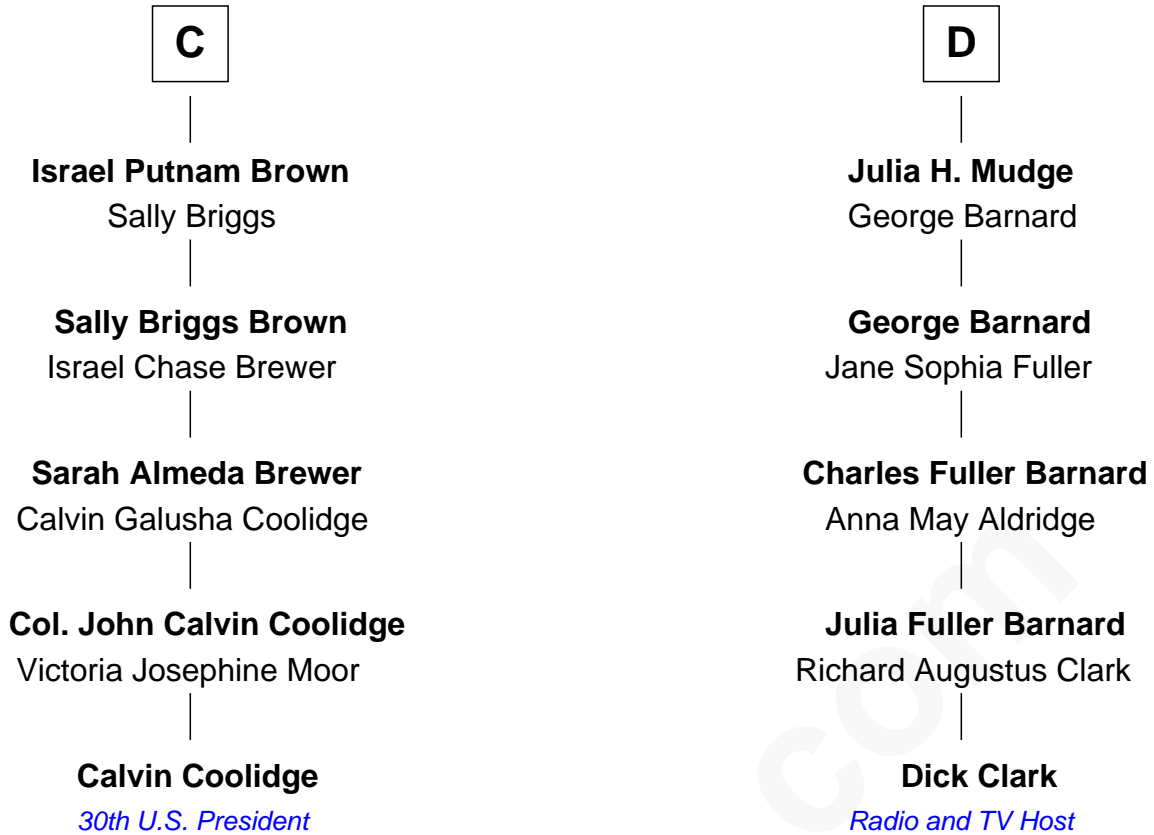 C
Israel Putnam Brown
Sally Briggs
Sally Briggs Brown
Israel Chase Brewer
Sarah Almeda Brewer
Calvin Galusha Coolidge
Col. John Calvin Coolidge
Victoria Josephine Moor
Calvin Coolidge
30th U.S. President
D
Julia H. Mudge
George Barnard
George Barnard
Jane Sophia Fuller
Charles Fuller Barnard
Anna May Aldridge
Julia Fuller Barnard
Richard Augustus Clark
Dick Clark
Radio and TV Host
com